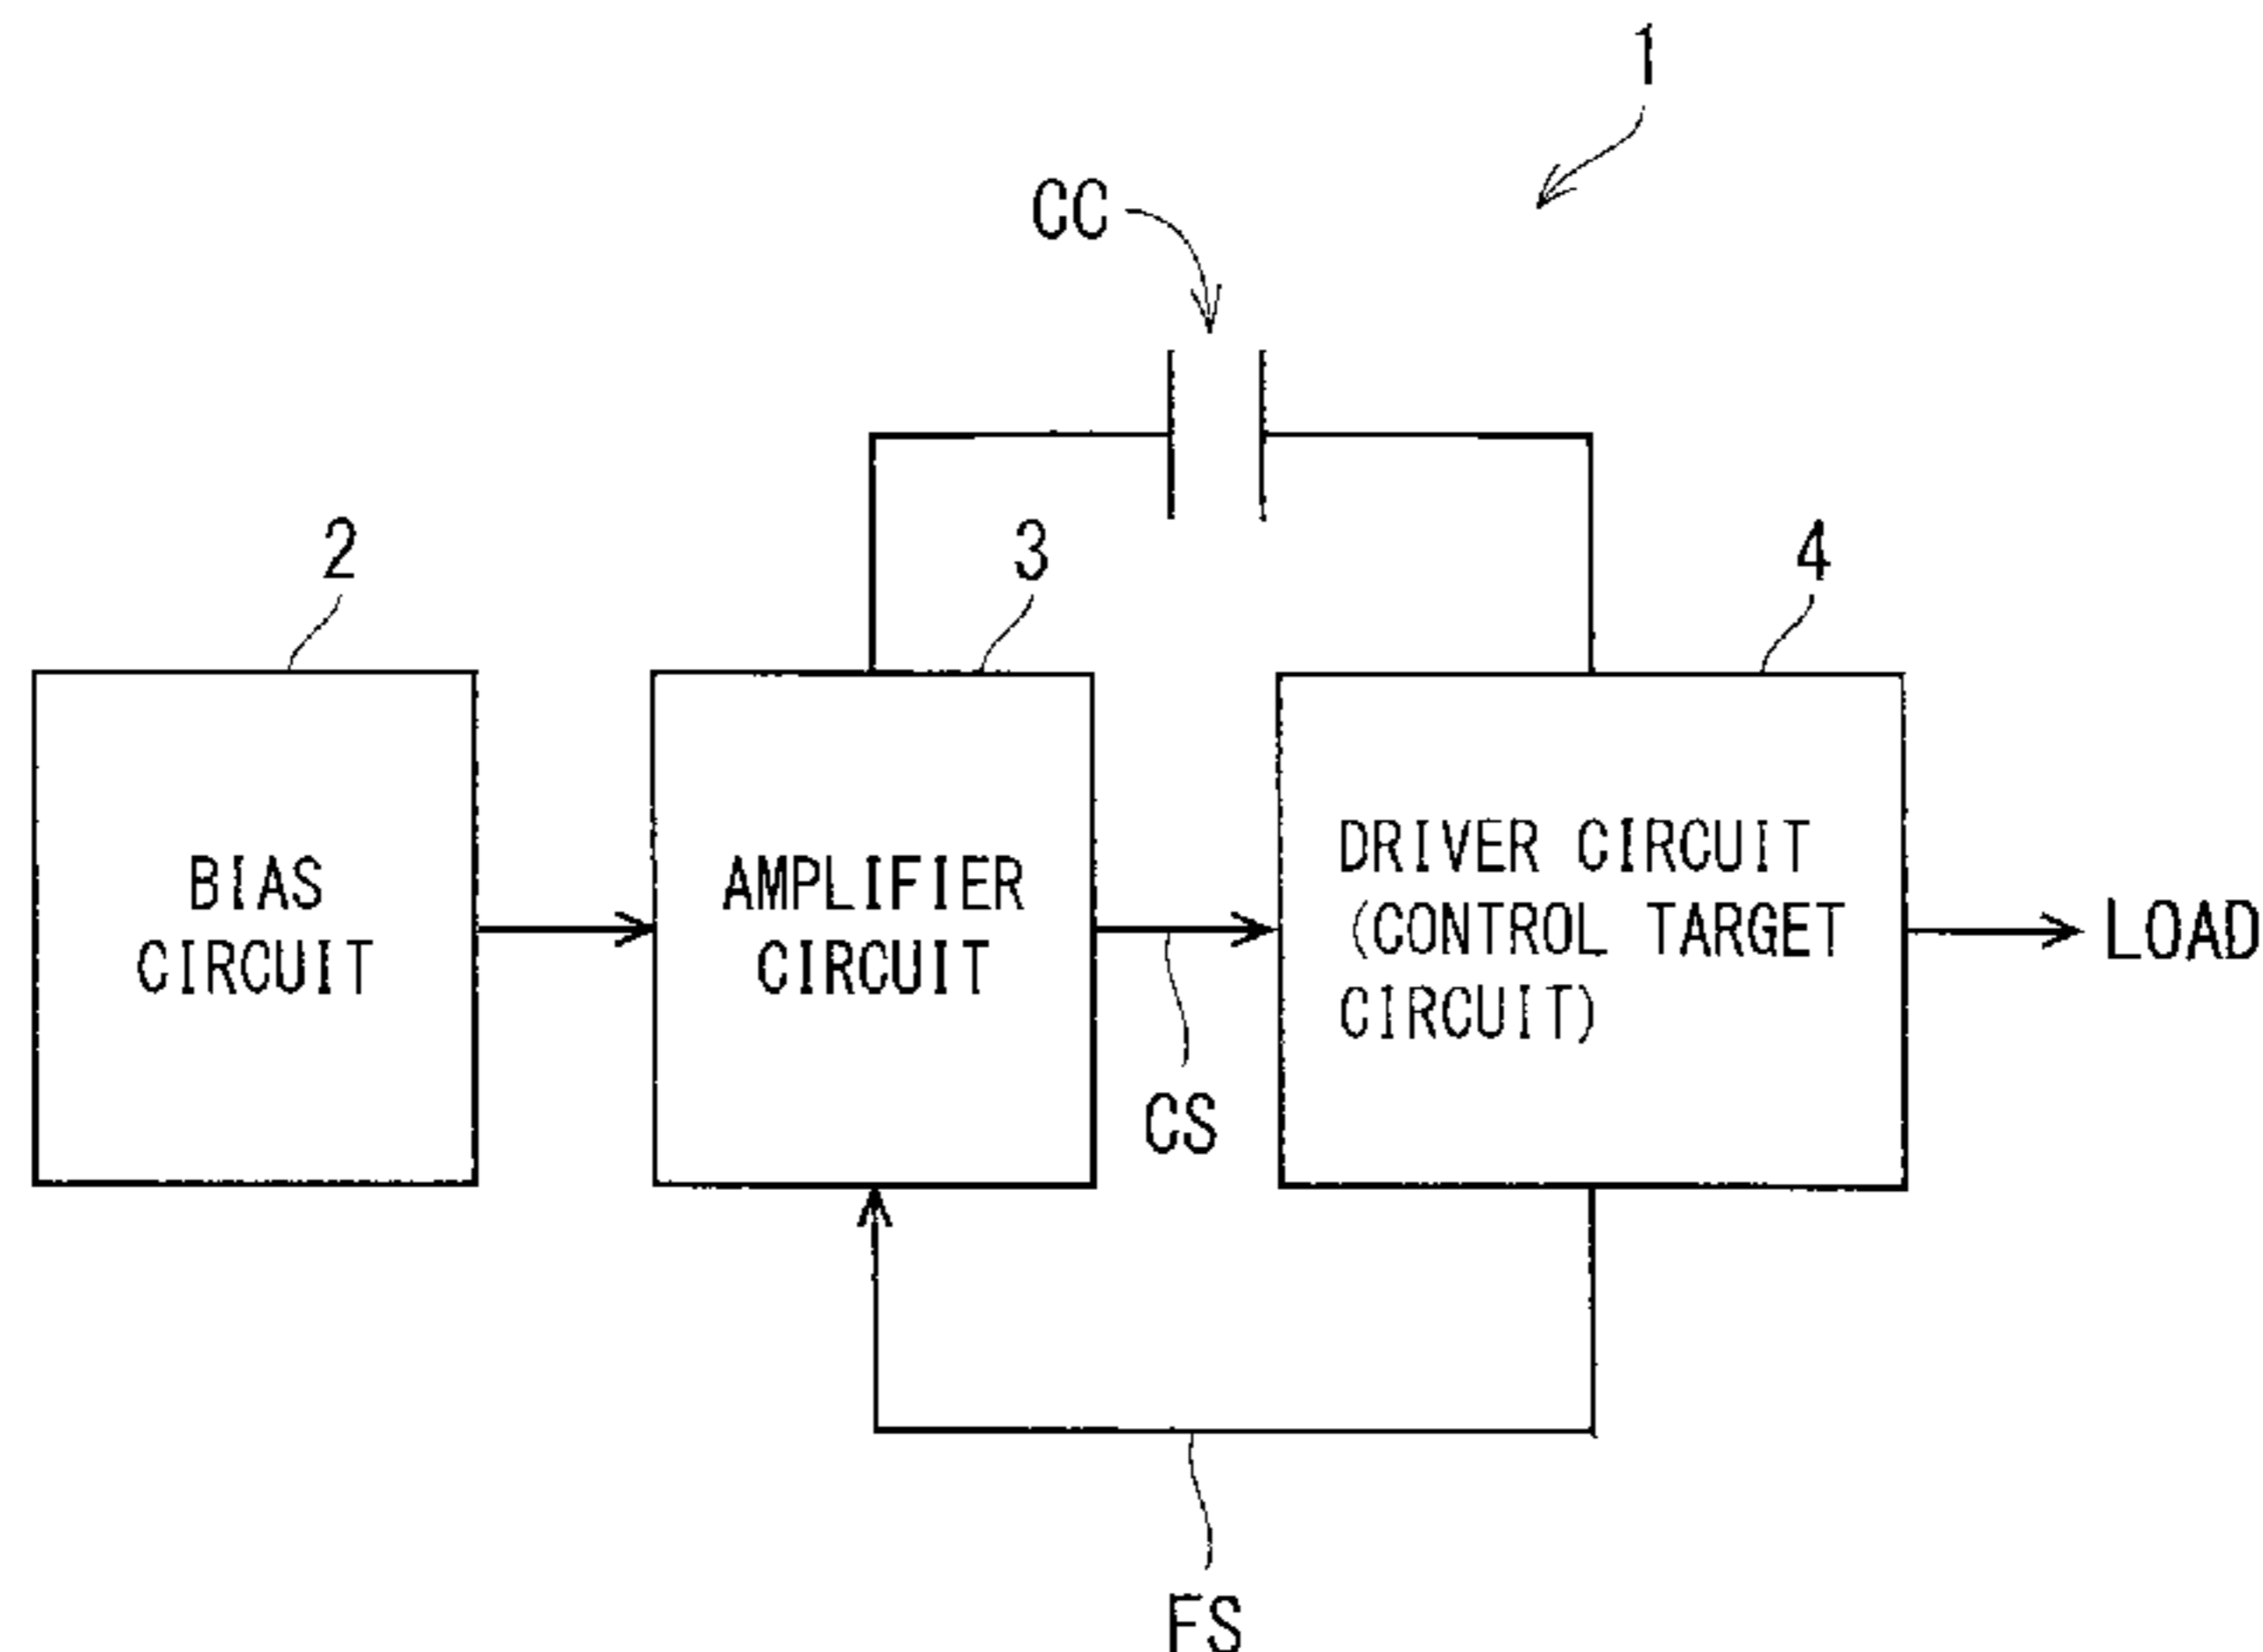 1
CC
2
3
4
BIAS
CIRCUIT
AMPLIFIER
CIRCUIT
DRIVER CIRCUIT
(CONTROL TARGET
CIRCUIT)
LOAD
CS
FS